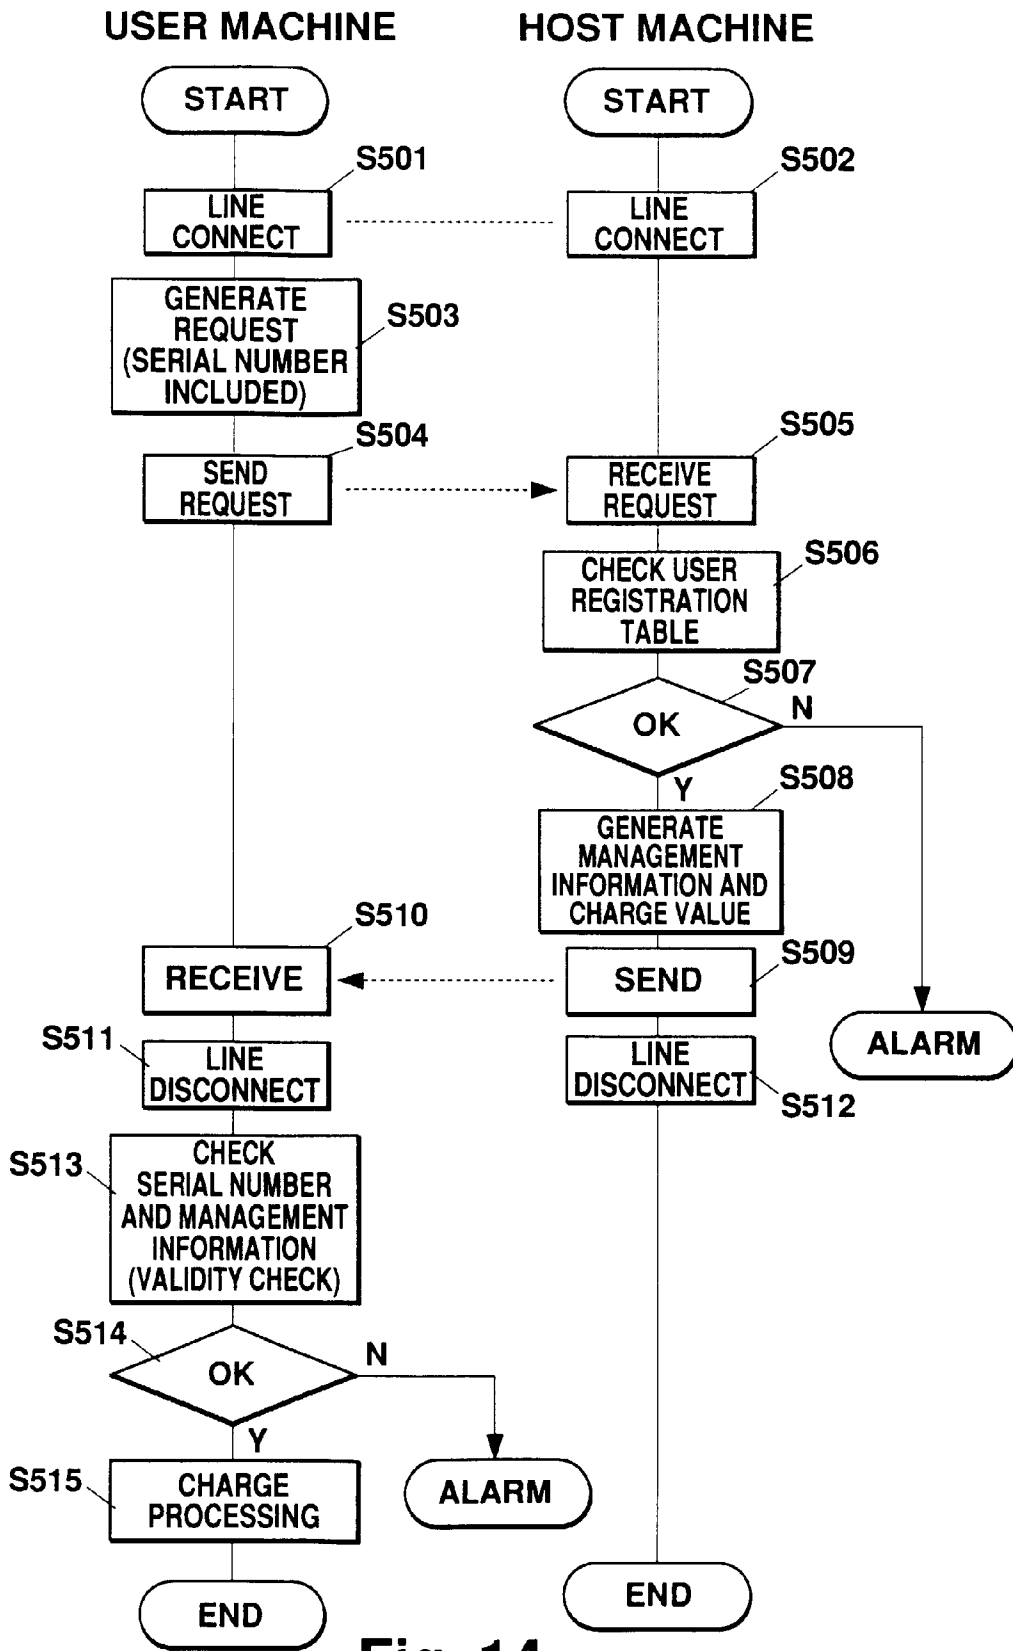 USER MACHINE
HOST MACHINE
START
START
S501
S502
LINE
CONNECT
LINE
CONNECT
GENERATE
REQUEST
(SERIAL NUMBER
INCLUDED)
S503
S504
S505
SEND
REQUEST
RECEIVE
REQUEST
S506
CHECK USER
REGISTRATION
TABLE
S507
OK
N
Y
S508
GENERATE
MANAGEMENT
INFORMATION AND
CHARGE VALUE
S510
S509
RECEIVE
SEND
ALARM
S511
LINE
DISCONNECT
LINE
DISCONNECT
S512
S513
CHECK
SERIAL NUMBER
AND MANAGEMENT
INFORMATION
(VALIDITY CHECK)
S514
OK
N
Y
S515
CHARGE
PROCESSING
ALARM
END
END
Fig. 14